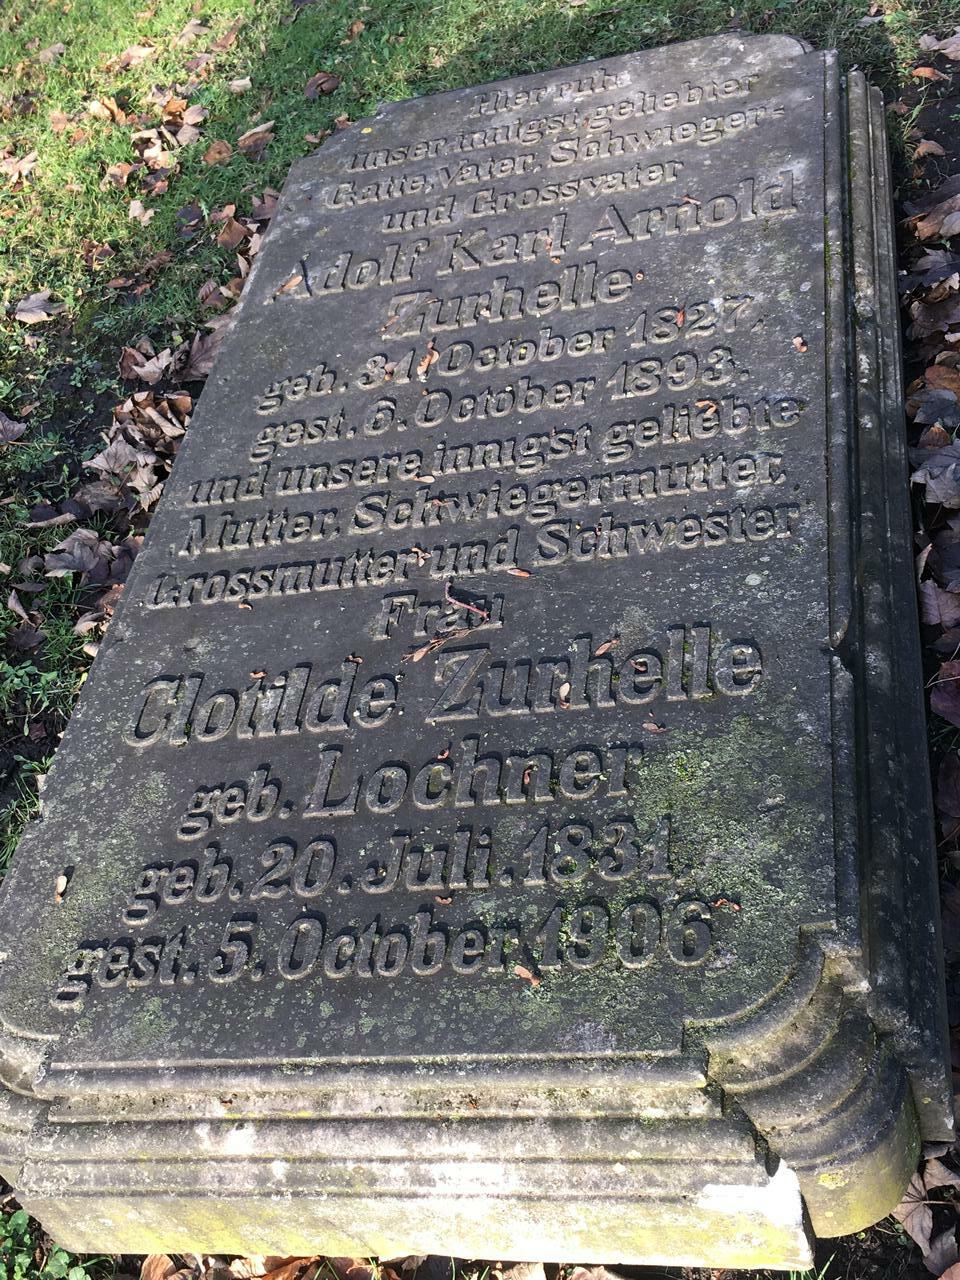 Hier ruh
unser innigst geliebter
Gatte, Vater, Schwieger-
und Grossvater
Adolf Karl Arnold
Zurhelle
geb. 31. October 1827.
gest. 6. October 1893.
und unsere innigst geliebte
Mutter, Schwiegermutter,
Grossmutter und Schwester
Frau
Clotilde Zurhelle
geb. Lochner
geb. 20. Juli 1831
gest. 5. October 1906